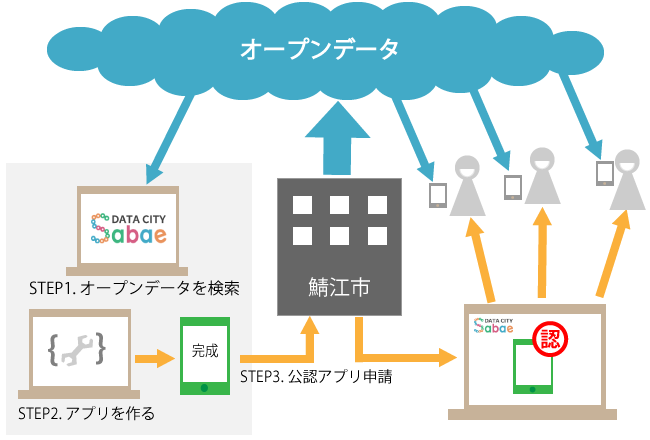 オープンデータ
DATA CITY
Sabae
STEP1. オープンデータを検索
鯖江市
{ }
完成
STEP2. アプリを作る
STEP3. 公認アプリ申請
DATA CITY
Sabae
認